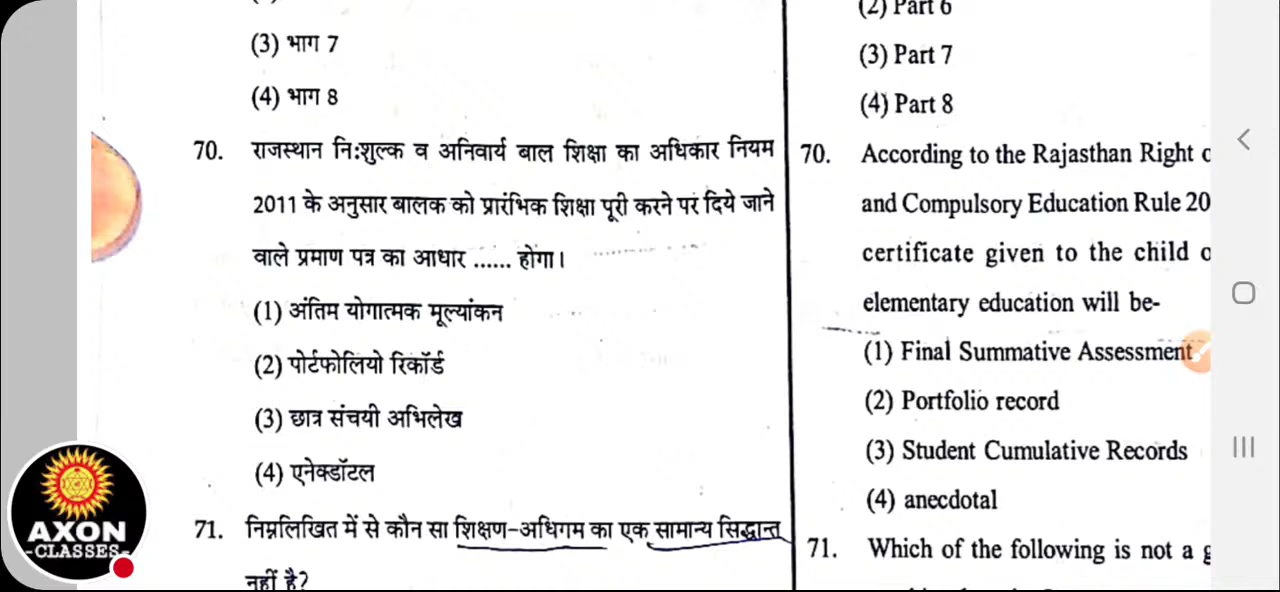 (3) भाग 7
(4) भाग 8
70. राजस्थान नि:शुल्क व अनिवार्य बाल शिक्षा का अधिकार नियम
2011 के अनुसार बालक को प्रारंभिक शिक्षा पूरी करने पर दिये जाने
वाले प्रमाण पत्र का आधार ...... होगा।
(1) अंतिम योगात्मक मूल्यांकन
(2) पोर्टफोलियो रिकॉर्ड
(3) छात्र संचयी अभिलेख
(4) एनेक्डॉटल
71. निम्नलिखित में से कौन सा शिक्षण-अधिगम का एक सामान्य सिद्धान्त
नहीं है?
(2) Part 6
(3) Part 7
(4) Part 8
70. According to the Rajasthan Right
and Compulsory Education Rule 20
certificate given to the child
elementary education will be-
(1) Final Summative Assessment
(2) Portfolio record
(3) Student Cumulative Records
(4) anecdotal
71. Which of the following is not a
AXON
-CLASSES-